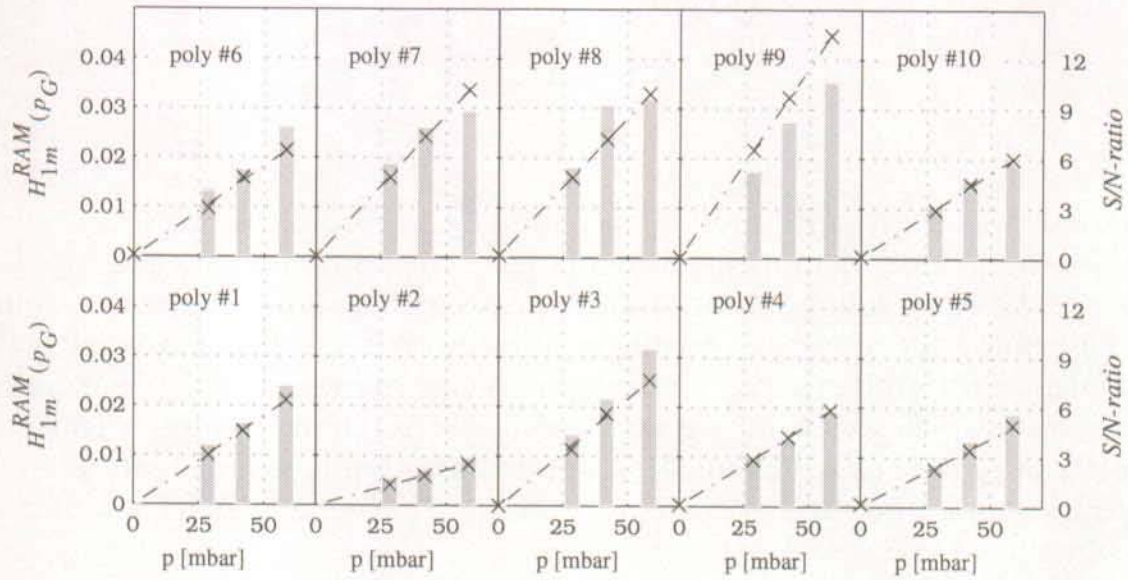 poly #6 poly #7 poly #8 poly #9 poly #10
0.04 0.03 0.02 0.01 0
H_{1m}^{RAM}(p_G)
12 9 6 3 0
S/N-ratio
poly #1 poly #2 poly #3 poly #4 poly #5
0.04 0.03 0.02 0.01 0
H_{1m}^{RAM}(p_G)
12 9 6 3 0
S/N-ratio
0 25 50 0 25 50 0 25 50 0 25 50 0 25 50
p [mbar] p [mbar] p [mbar] p [mbar] p [mbar]